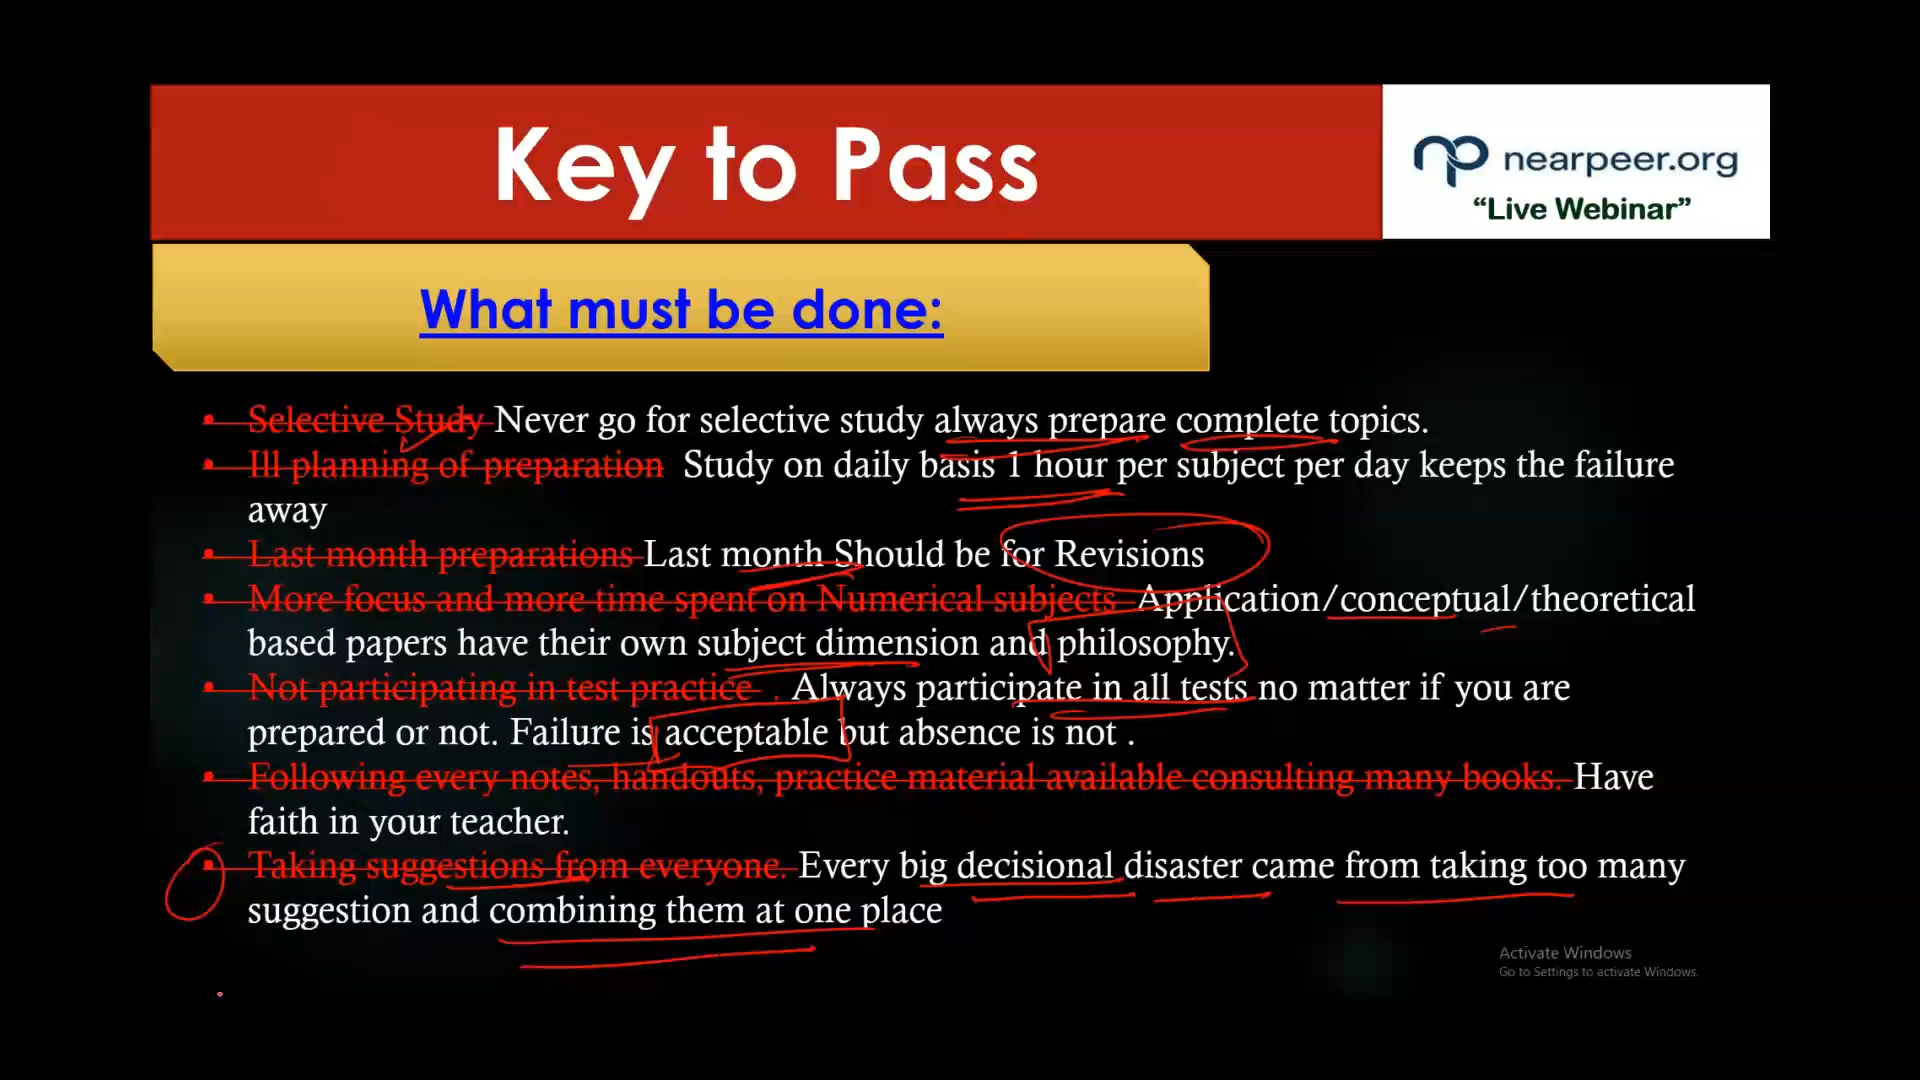 Key to Pass
nearpeer.org
“Live Webinar”
What must be done:
• Selective Study Never go for selective study always prepare complete topics.
• Ill planning of preparation Study on daily basis 1 hour per subject per day keeps the failure
away
• Last month preparations Last month Should be for Revisions
• More focus and more time spent on Numerical subjects Application/conceptual/theoretical
based papers have their own subject dimension and philosophy.
• Not participating in test practice . Always participate in all tests no matter if you are
prepared or not. Failure is acceptable but absence is not .
• Following every notes, handouts, practice material available consulting many books. Have
faith in your teacher.
• Taking suggestions from everyone. Every big decisional disaster came from taking too many
suggestion and combining them at one place
Activate Windows
Go to Settings to activate Windows.